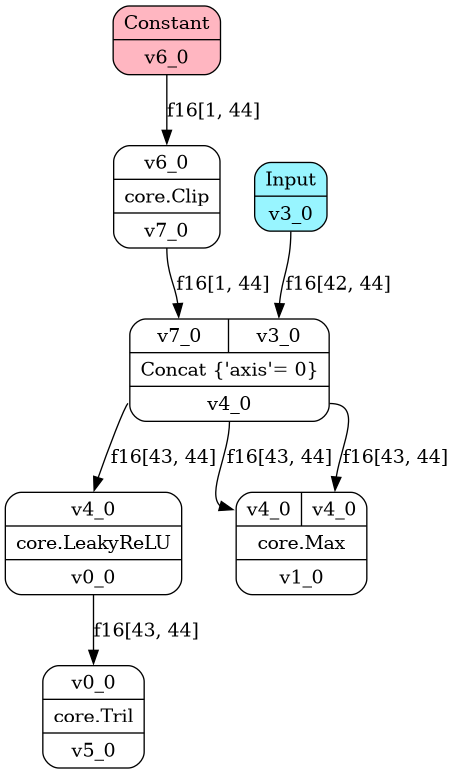 Constant
v6_0
f16[1, 44]
v6_0
core.Clip
v7_0
Input
v3_0
f16[1, 44]
f16[42, 44]
v7_0 v3_0
Concat {'axis'= 0}
v4_0
f16[43, 44]
f16[43, 44]
f16[43, 44]
v4_0
core.LeakyReLU
v0_0
v4_0 v4_0
core.Max
v1_0
f16[43, 44]
v0_0
core.Tril
v5_0